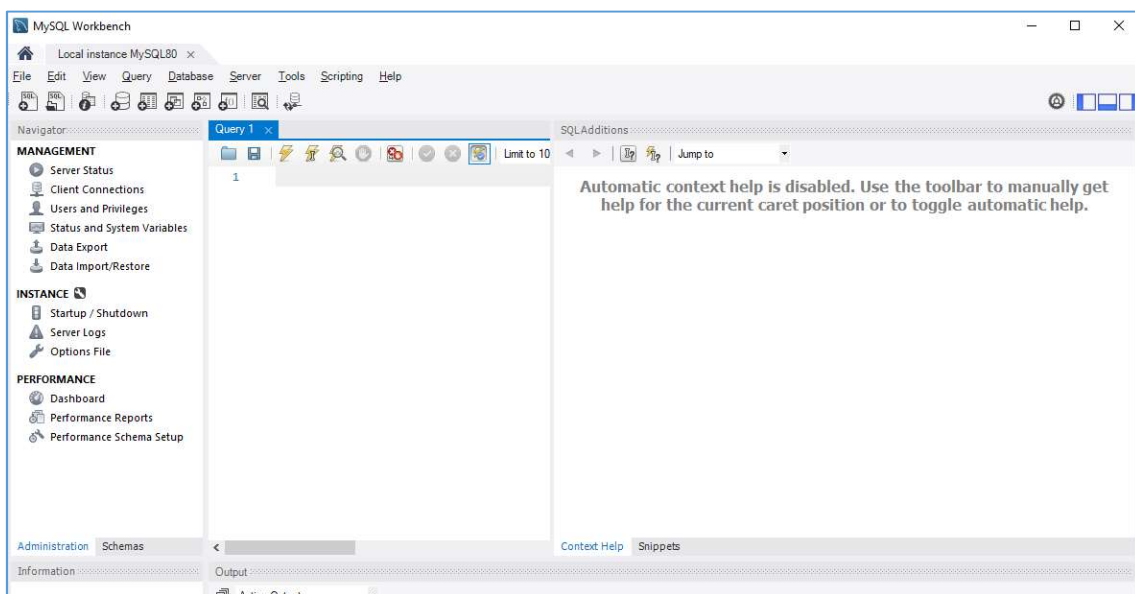 MySQL Workbench
Local instance MySQL80
File Edit View Query Database Server Tools Scripting Help
Navigator
MANAGEMENT
Server Status
Client Connections
Users and Privileges
Status and System Variables
Data Export
Data Import/Restore
INSTANCE
Startup / Shutdown
Server Logs
Options File
PERFORMANCE
Dashboard
Performance Reports
Performance Schema Setup
Administration Schemas
Information
Query 1
Limit to 10
1
Output
SQLAdditions
Jump to
Automatic context help is disabled. Use the toolbar to manually get
help for the current caret position or to toggle automatic help.
Context Help Snippets